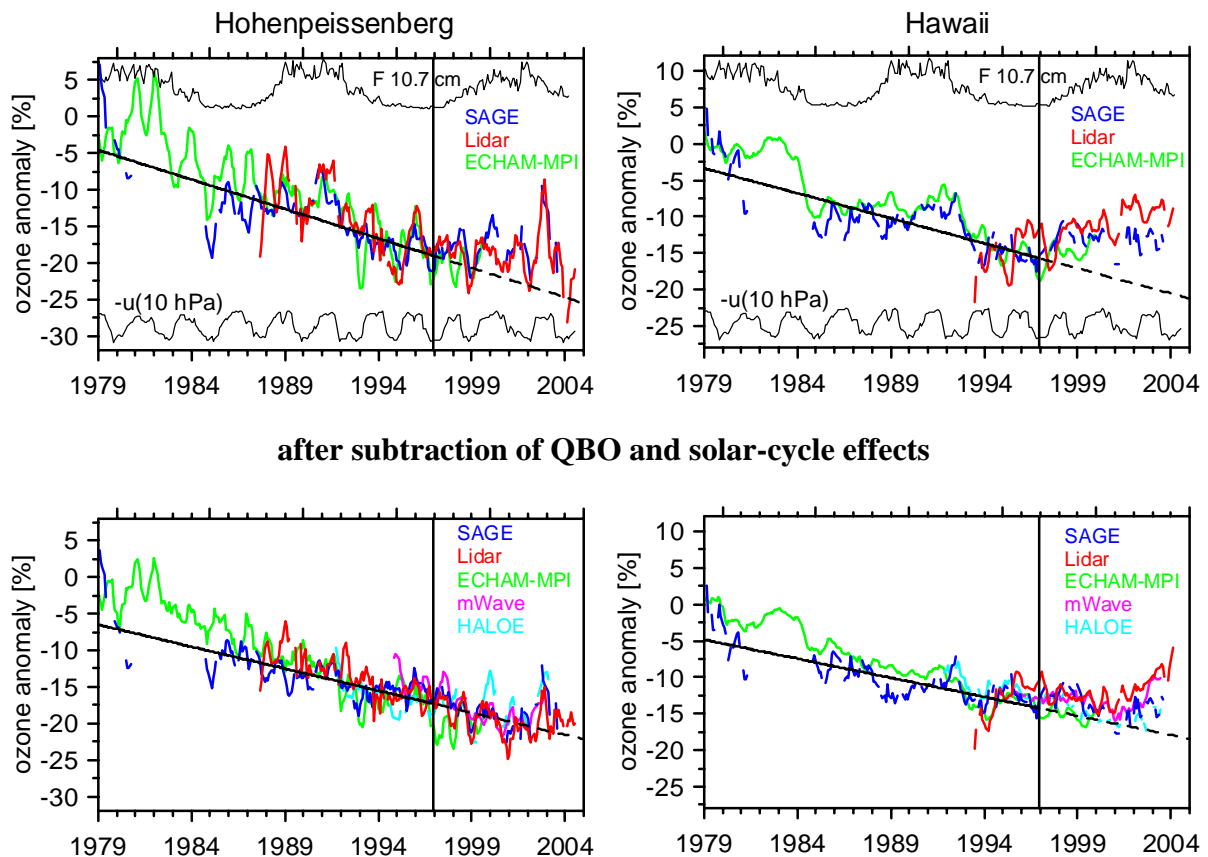 Hohenpeissenberg
ozone anomaly [%]
5
0
-5
-10
-15
-20
-25
-30
F 10.7 cm
SAGE
Lidar
ECHAM-MPI
-u(10 hPa)
1979 1984 1989 1994 1999 2004
Hawaii
ozone anomaly [%]
10
5
0
-5
-10
-15
-20
-25
F 10.7 cm
SAGE
Lidar
ECHAM-MPI
-u(10 hPa)
1979 1984 1989 1994 1999 2004
after subtraction of QBO and solar-cycle effects
ozone anomaly [%]
5
0
-5
-10
-15
-20
-25
-30
SAGE
Lidar
ECHAM-MPI
mWave
HALOE
1979 1984 1989 1994 1999 2004
ozone anomaly [%]
10
5
0
-5
-10
-15
-20
-25
SAGE
Lidar
ECHAM-MPI
mWave
HALOE
1979 1984 1989 1994 1999 2004